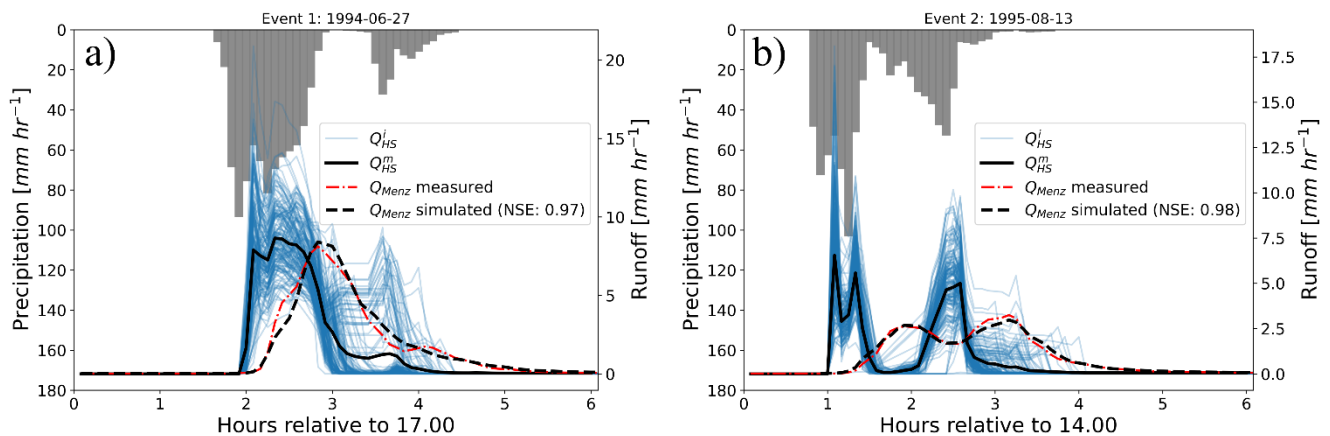 Event 1: 1994-06-27
a)
Precipitation [mm hr⁻¹]
0
20
40
60
80
100
120
140
160
180
Q^i_HS
Q^m_HS
Q_Menz measured
Q_Menz simulated (NSE: 0.97)
20
15
10
5
0
Runoff [mm hr⁻¹]
0 1 2 3 4 5 6
Hours relative to 17.00
Event 2: 1995-08-13
b)
Precipitation [mm hr⁻¹]
0
20
40
60
80
100
120
140
160
180
Q^i_HS
Q^m_HS
Q_Menz measured
Q_Menz simulated (NSE: 0.98)
17.5
15.0
12.5
10.0
7.5
5.0
2.5
0.0
Runoff [mm hr⁻¹]
0 1 2 3 4 5 6
Hours relative to 14.00